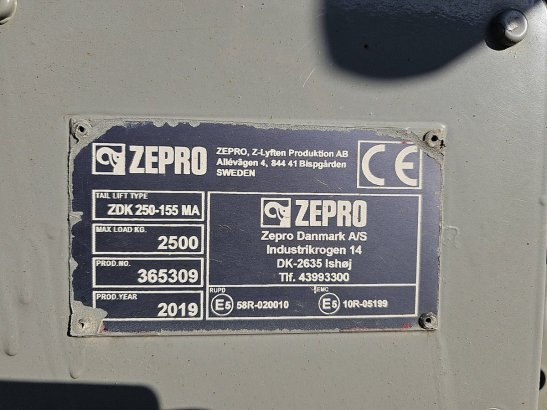 ZEPRO
ZEPRO, Z-Lyften Produktion AB
Allévägen 4, 844 41 Bispgården
SWEDEN
CE
TAIL LIFT TYPE
ZDK 250-155 MA
MAX LOAD KG.
2500
PROD.NO.
365309
PROD.YEAR
2019
ZEPRO
Zepro Danmark A/S
Industrikrogen 14
DK-2635 Ishøj
Tlf. 43993300
RUPD
E5 58R-020010
EMC
E5 10R-05199